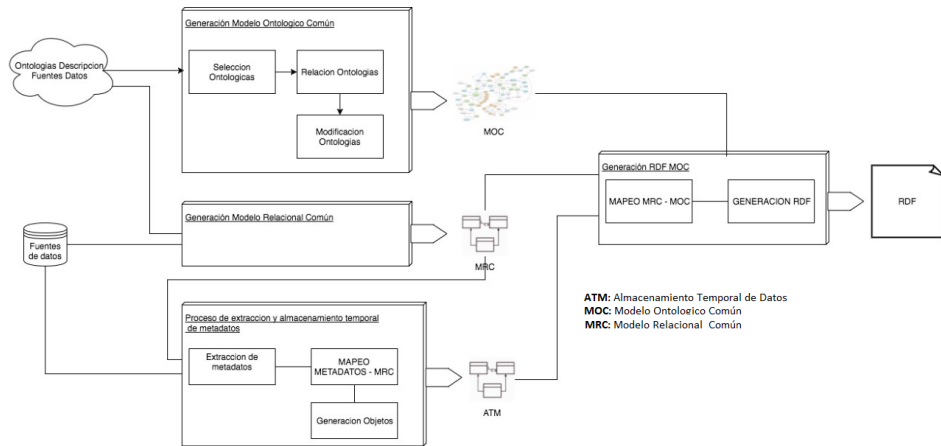 Generación Modelo Ontologico Común
Ontologias Descripcion
Fuentes Datos
Seleccion
Ontologicas
Relacion Ontologias
Modificacion
Ontologias
MOC
Generación RDF MOC
MAPEO MRC - MOC
GENERACION RDF
RDF
Generación Modelo Relacional Común
Fuentes
de datos
MRC
ATM: Almacenamiento Temporal de Datos
MOC: Modelo Ontologico Común
MRC: Modelo Relacional Común
Proceso de extraccion y almacenamiento temporal
de metadatos
Extraccion de
metadatos
MAPEO
METADATOS - MRC
Generacion Objetos
ATM